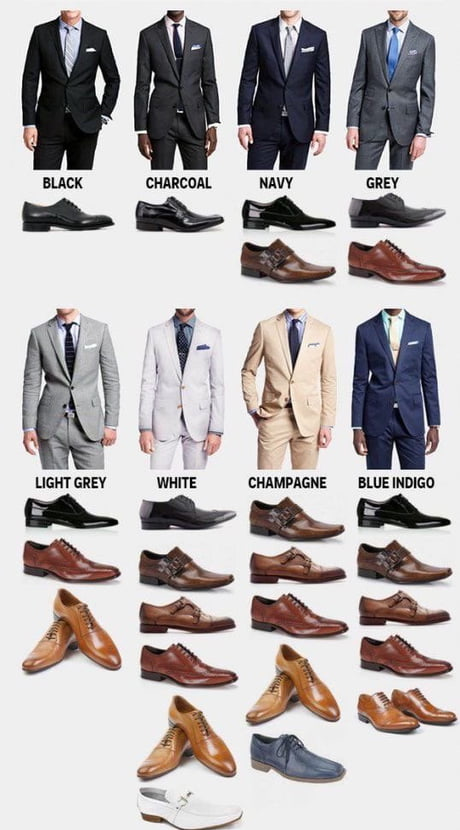 BLACK
CHARCOAL
NAVY
GREY
LIGHT GREY
WHITE
CHAMPAGNE
BLUE INDIGO